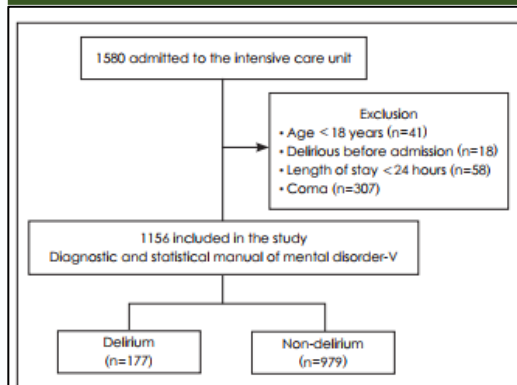 1580 admitted to the intensive care unit
Exclusion
• Age < 18 years (n=41)
• Delirious before admission (n=18)
• Length of stay <24 hours (n=58)
• Coma (n=307)
1156 included in the study
Diagnostic and statistical manual of mental disorder-V
Delirium
(n=177)
Non-delirium
(n=979)